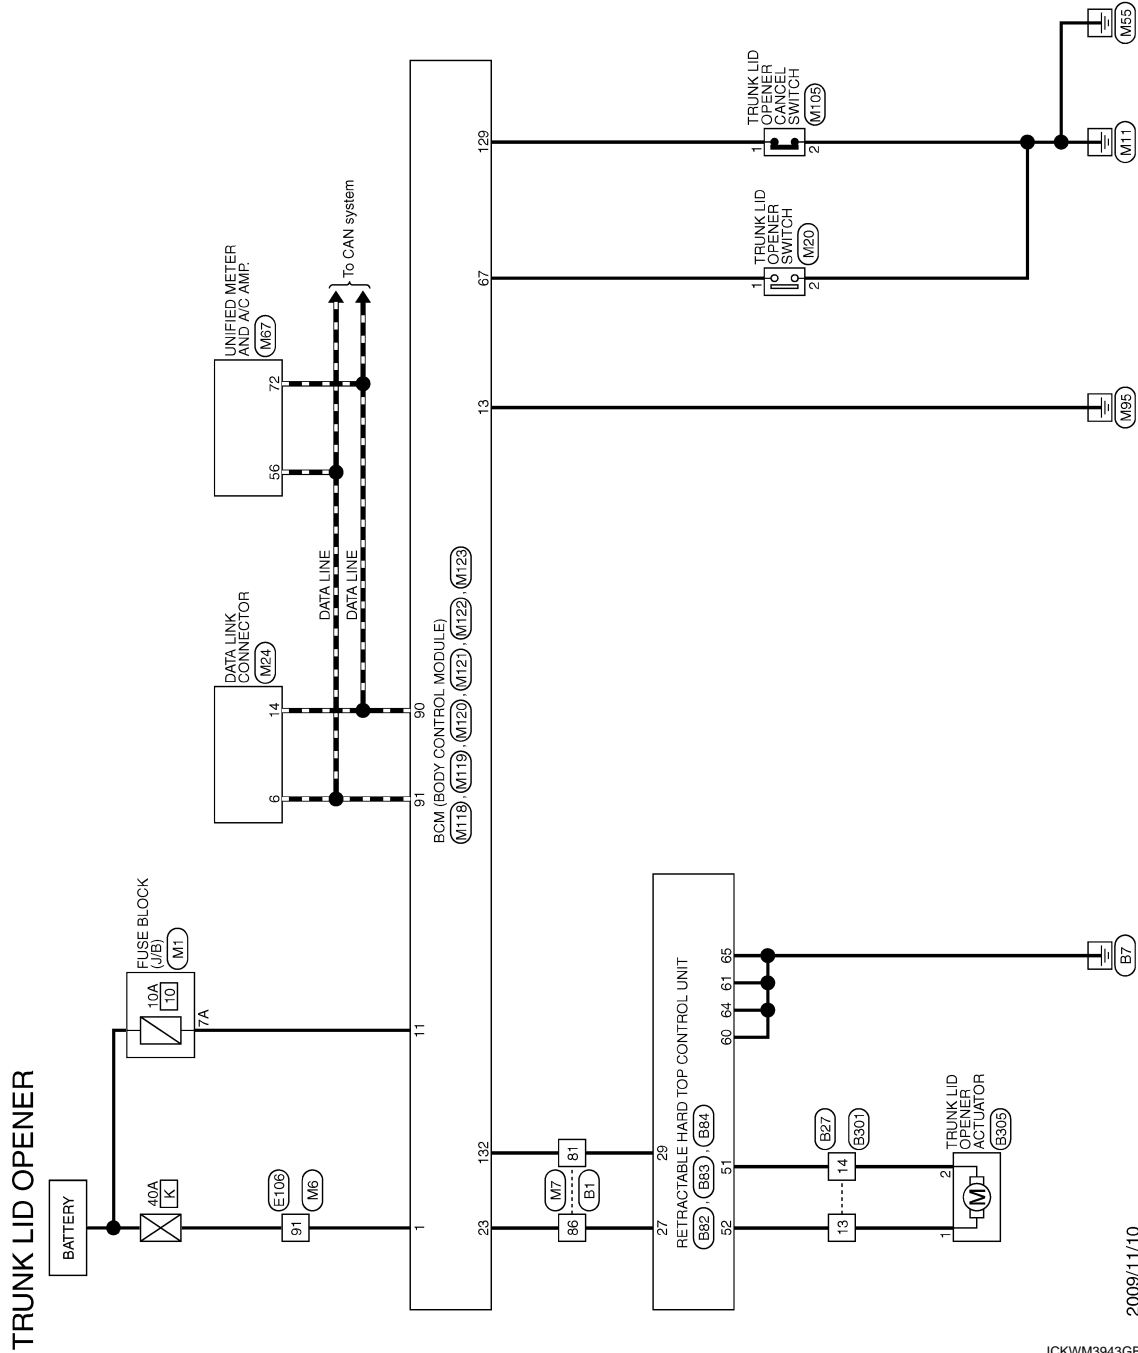 TRUNK LID OPENER
BATTERY
40A
K
E106
91
M6
FUSE BLOCK
(J/B)
M1
10A
10
7A
DATA LINK
CONNECTOR
M24
6
14
UNIFIED METER
AND A/C AMP.
M67
56
72
DATA LINE
DATA LINE
To CAN system
1
11
91
90
BCM (BODY CONTROL MODULE)
M118 , M119 , M120 , M121 , M122 , M123
23
132
13
67
129
M7
86
81
B1
27
29
RETRACTABLE HARD TOP CONTROL UNIT
B82 , B83 , B84
52
51
60
64
61
65
B27
13
14
B301
1
2
M
TRUNK LID
OPENER
ACTUATOR
B305
TRUNK LID
OPENER
SWITCH
M20
1
2
TRUNK LID
OPENER
CANCEL
SWITCH
M105
1
2
B7
M95
M11
M55
2009/11/10
JCKWM3943GE